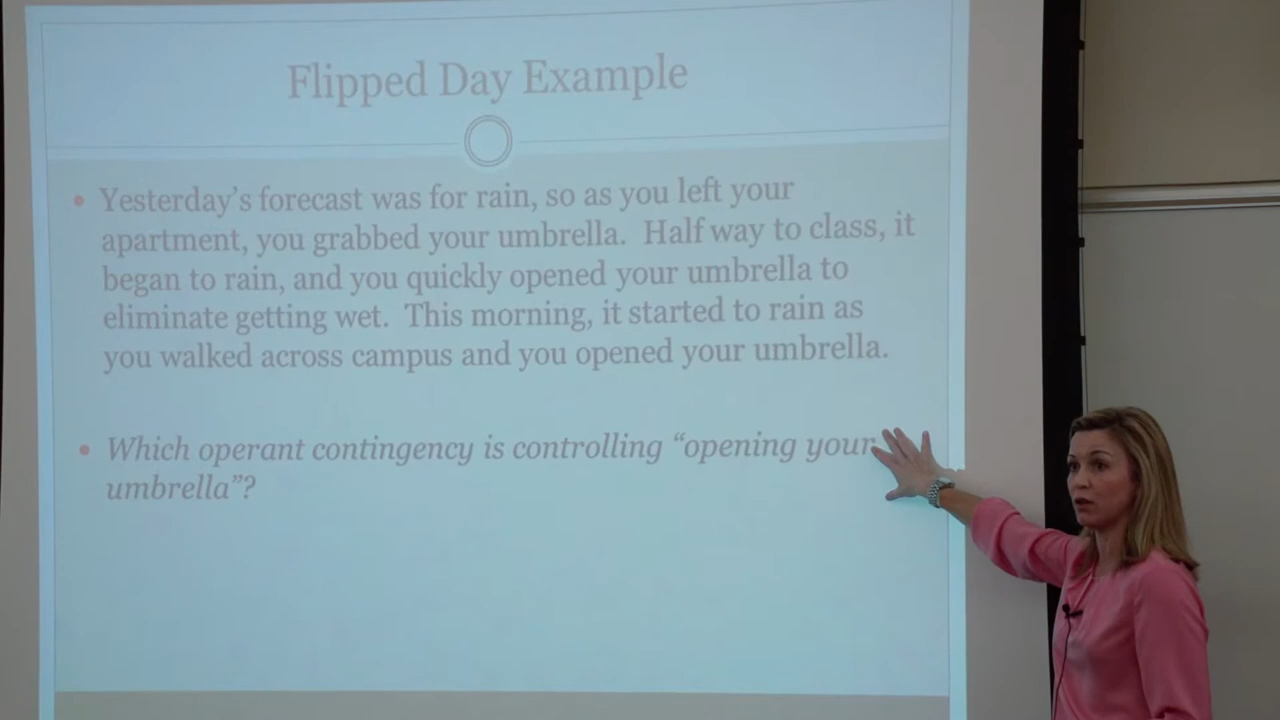 Flipped Day Example
• Yesterday’s forecast was for rain, so as you left your
apartment, you grabbed your umbrella.  Half way to class, it
began to rain, and you quickly opened your umbrella to
eliminate getting wet.  This morning, it started to rain as
you walked across campus and you opened your umbrella.
• Which operant contingency is controlling “opening your
umbrella”?